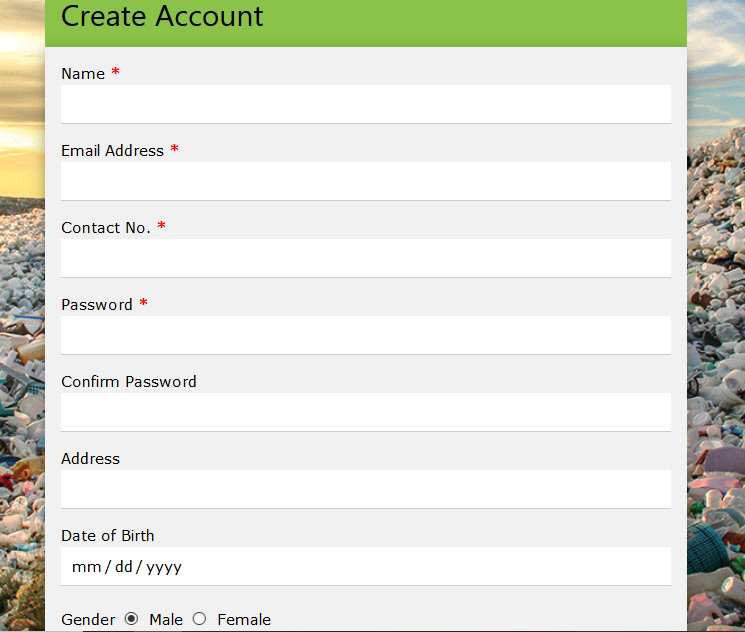 Create Account
Name *
Email Address *
Contact No. *
Password *
Confirm Password
Address
Date of Birth
mm/dd/yyyy
Gender Male Female